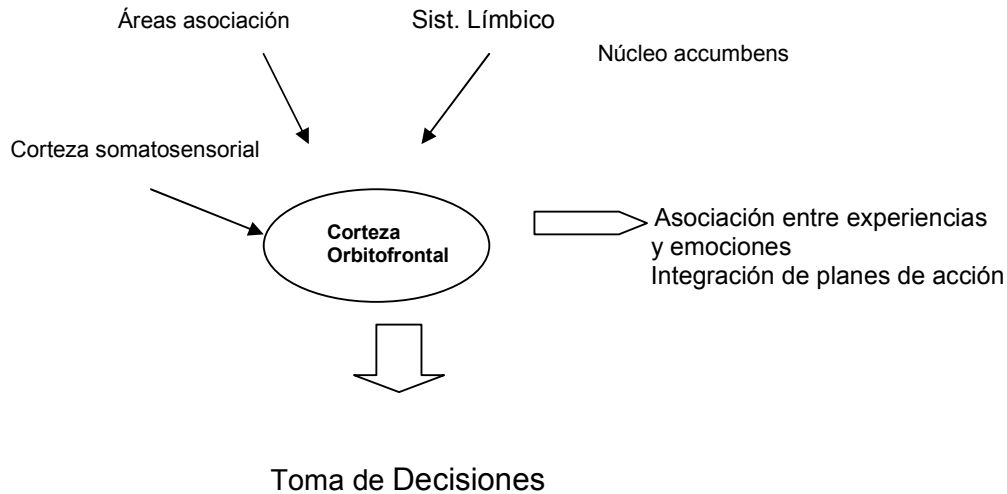 Áreas asociación
Sist. Límbico
Núcleo accumbens
Corteza somatosensorial
Corteza
Orbitofrontal
Asociación entre experiencias
y emociones
Integración de planes de acción
Toma de Decisiones